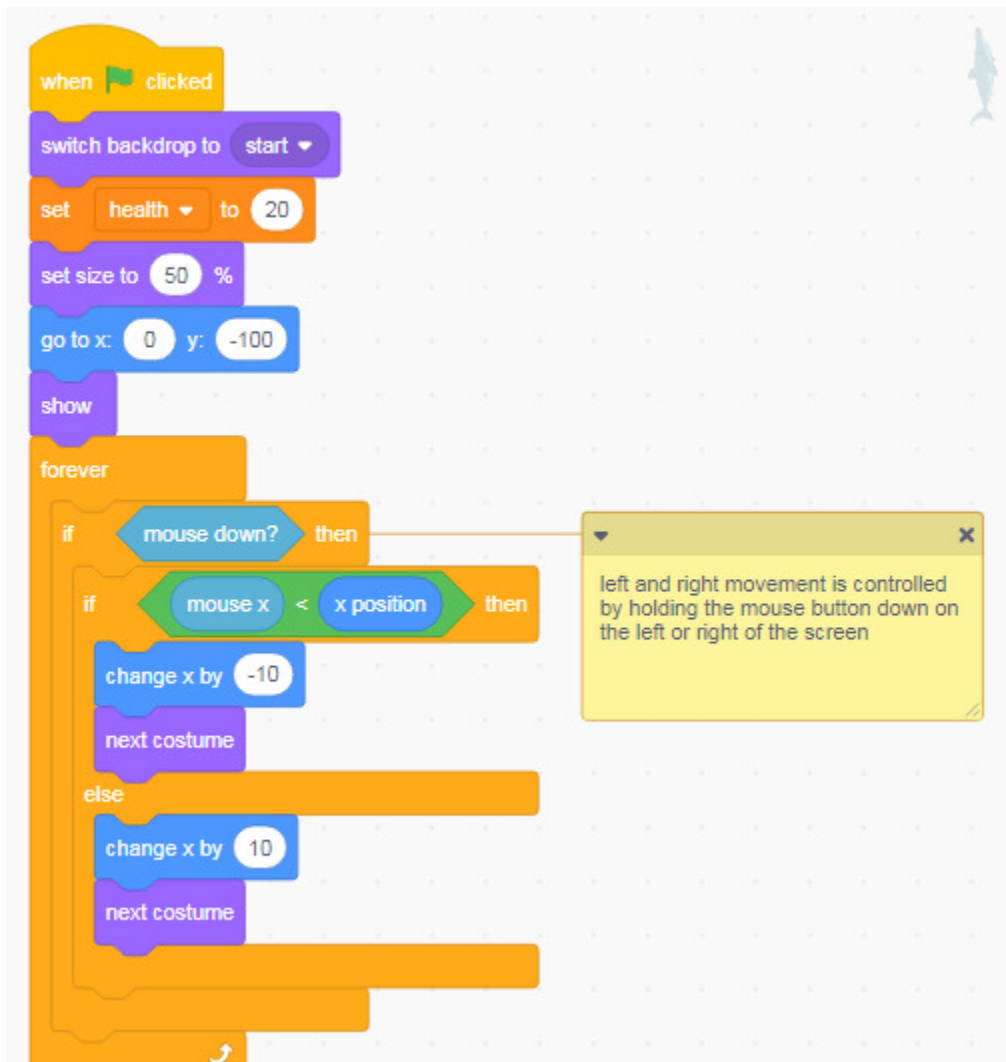 when clicked
switch backdrop to start
set health to 20
set size to 50 %
go to x: 0 y: -100
show
forever
if mouse down? then
if mouse x < x position then
left and right movement is controlled
by holding the mouse button down on
the left or right of the screen
change x by -10
next costume
else
change x by 10
next costume